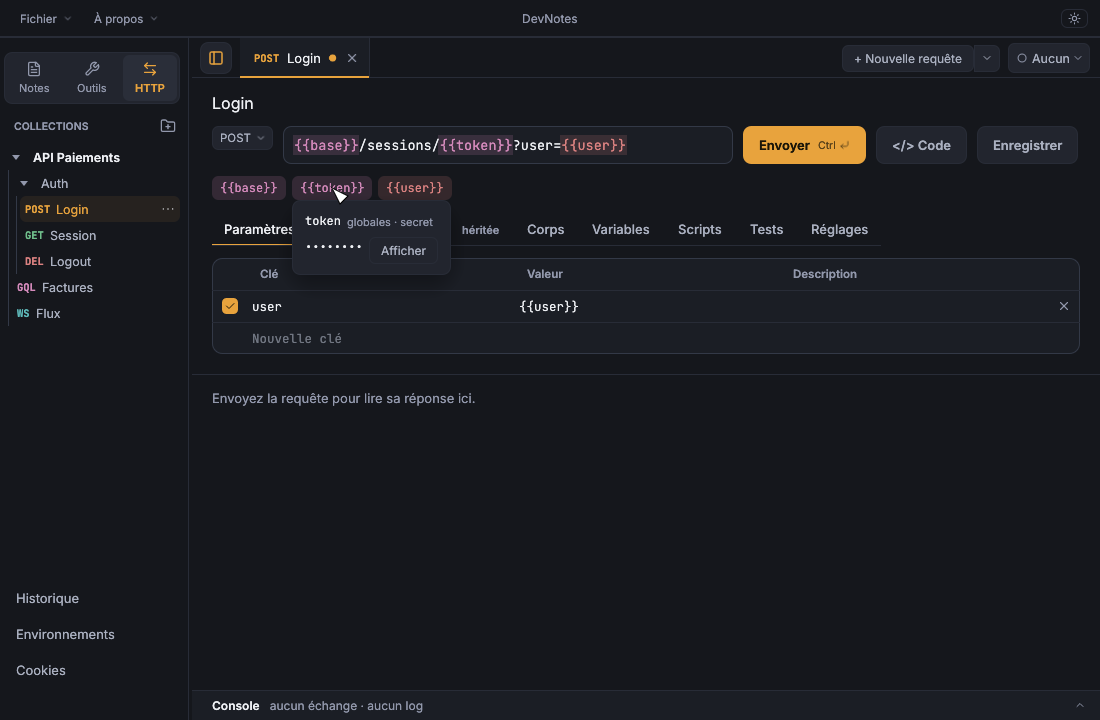 Fichier À propos DevNotes
Notes Outils HTTP
POST Login
+ Nouvelle requête Aucun
COLLECTIONS
API Paiements
Auth
POST Login ...
GET Session
DEL Logout
GQL Factures
WS Flux
Historique
Environnements
Cookies
Login
POST {{base}}/sessions/{{token}}?user={{user}} Envoyer Ctrl ↵ </> Code Enregistrer
{{base}} {{token}} {{user}}
token globales · secret
•••••••• Afficher
Paramètres héritée Corps Variables Scripts Tests Réglages
Clé Valeur Description
user {{user}}
Nouvelle clé
Envoyez la requête pour lire sa réponse ici.
Console aucun échange · aucun log